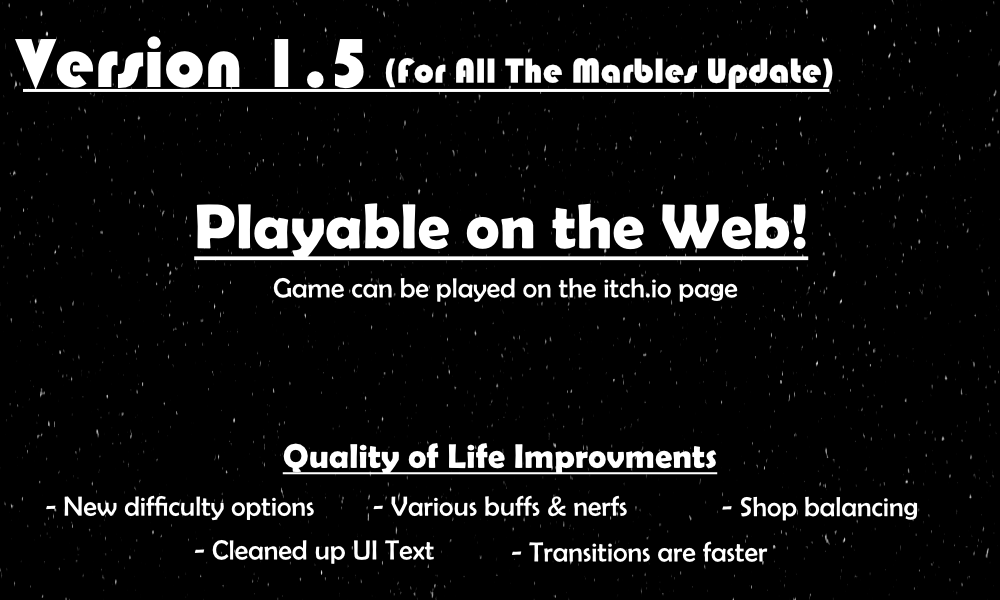 Version 1.5 (For All The Marbles Update)
Playable on the Web!
Game can be played on the itch.io page
Quality of Life Improvments
- New difficulty options - Various buffs & nerfs - Shop balancing
- Cleaned up UI Text - Transitions are faster